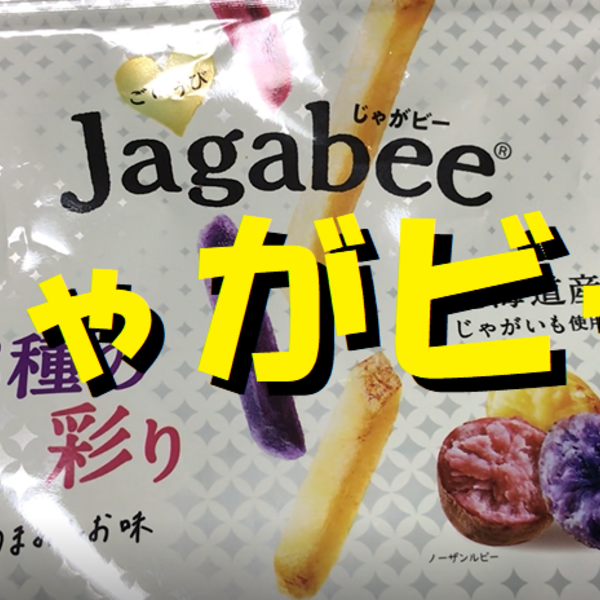 ごほうび
じゃがビー
Jagabee®
ゃがビー
海道産
じゃがいも使用
種の
彩り
お味
ノーザンルビー